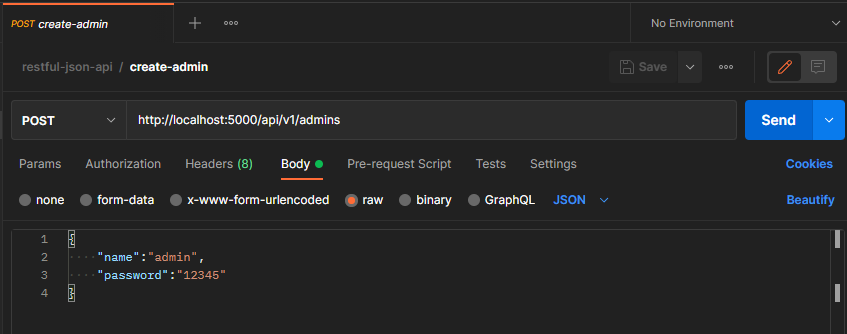 POST create-admin
No Environment
restful-json-api / create-admin
Save
POST http://localhost:5000/api/v1/admins Send
Params Authorization Headers (8) Body Pre-request Script Tests Settings Cookies
none form-data x-www-form-urlencoded raw binary GraphQL JSON Beautify
1 {
2 "name":"admin",
3 "password":"12345"
4 }